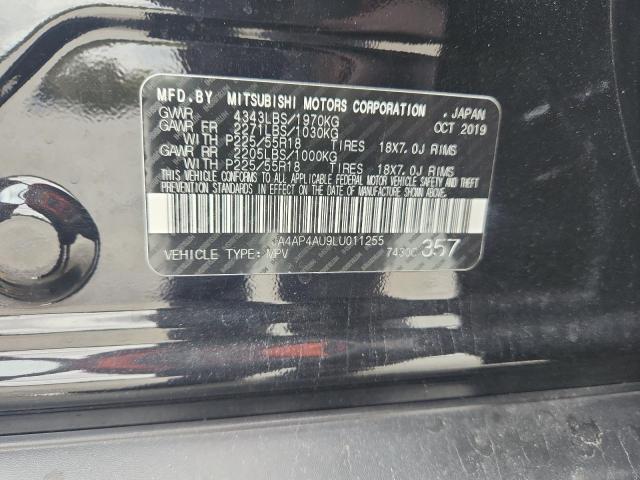 MFD.BY MITSUBISHI MOTORS CORPORATION , JAPAN
GVWR 4343LBS/1970KG OCT 2019
GAWR FR 2271LBS/1030KG
WITH P225/55R18 TIRES 18X7.0J RIMS
GAWR RR 2205LBS/1000KG
WITH P225/55R18 TIRES 18X7.0J RIMS
THIS VEHICLE CONFORMS TO ALL APPLICABLE FEDERAL MOTOR VEHICLE SAFETY AND THEFT
PREVENTION STANDARDS IN EFFECT ON THE DATE OF MANUFACTURE SHOWN ABOVE.
JA4AP4AU9LU011255
VEHICLE TYPE: MPV 7430C 357